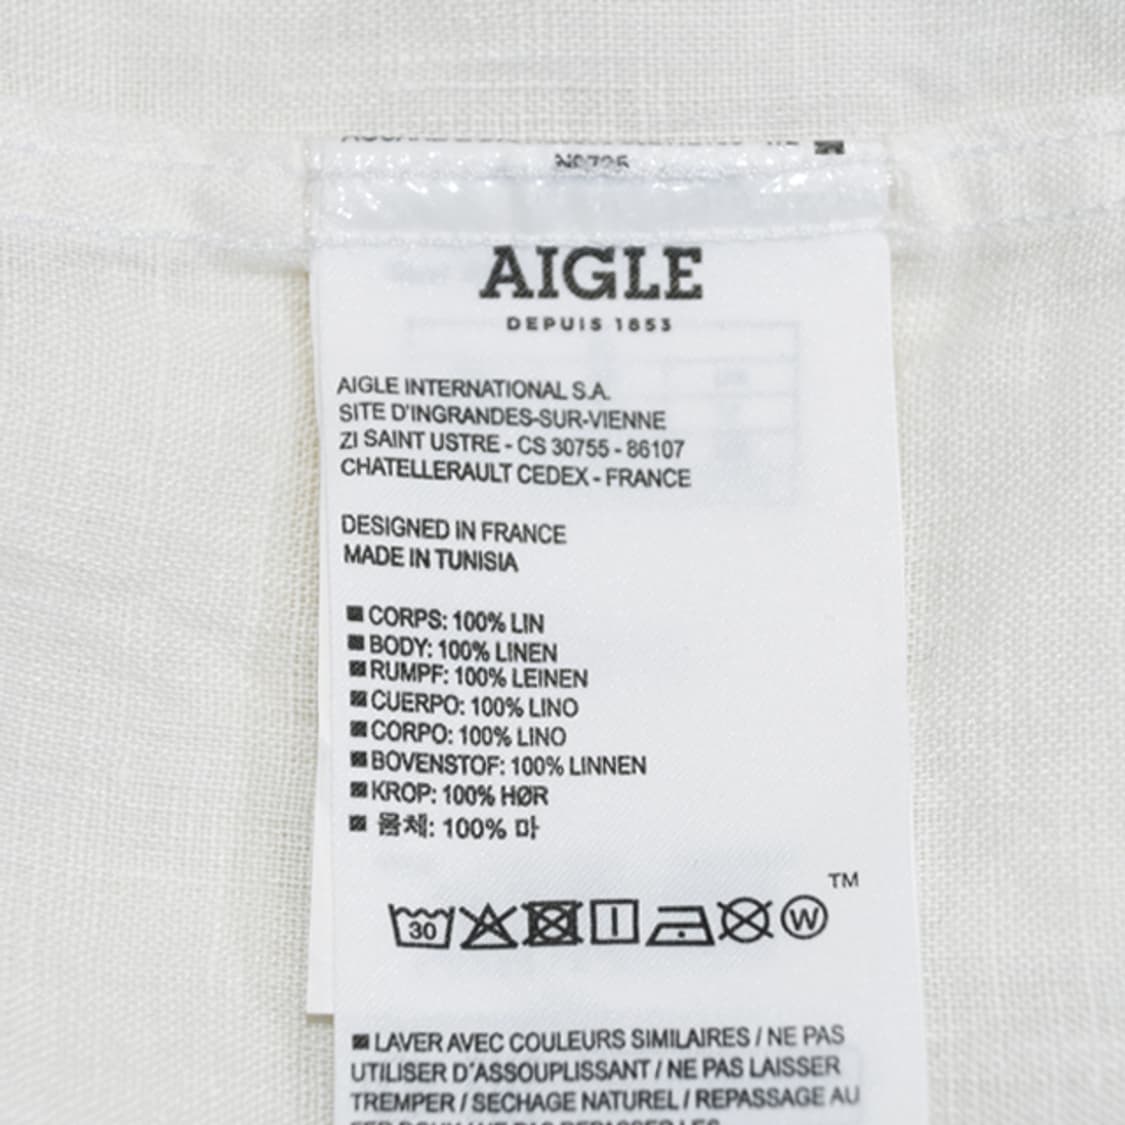 N0725
AIGLE
DEPUIS 1853
AIGLE INTERNATIONAL S.A.
SITE D'INGRANDES-SUR-VIENNE
ZI SAINT USTRE - CS 30755 - 86107
CHATELLERAULT CEDEX - FRANCE
DESIGNED IN FRANCE
MADE IN TUNISIA
CORPS: 100% LIN
BODY: 100% LINEN
RUMPF: 100% LEINEN
CUERPO: 100% LINO
CORPO: 100% LINO
BOVENSTOF: 100% LINNEN
KROP: 100% HØR
몸체: 100% 마
TM
30 W
LAVER AVEC COULEURS SIMILAIRES / NE PAS
UTILISER D'ASSOUPLISSANT / NE PAS LAISSER
TREMPER / SECHAGE NATUREL / REPASSAGE AU